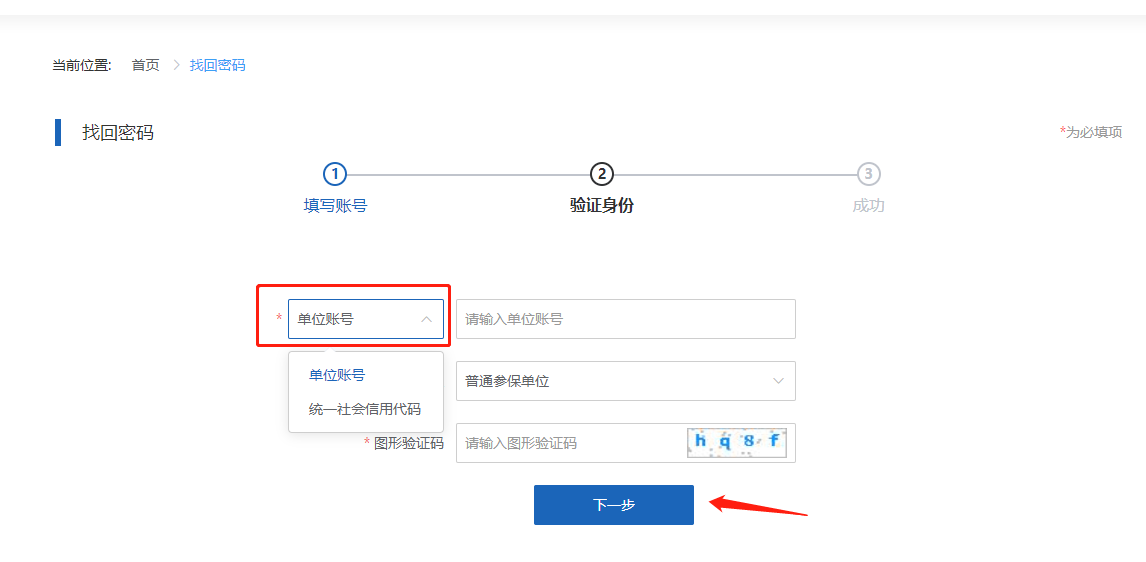 当前位置: 首页 > 找回密码
找回密码
*为必填项
1 2 3
填写账号 验证身份 成功
* 单位账号 请输入单位账号
单位账号
普通参保单位
统一社会信用代码
* 图形验证码 请输入图形验证码 hq8f
下一步